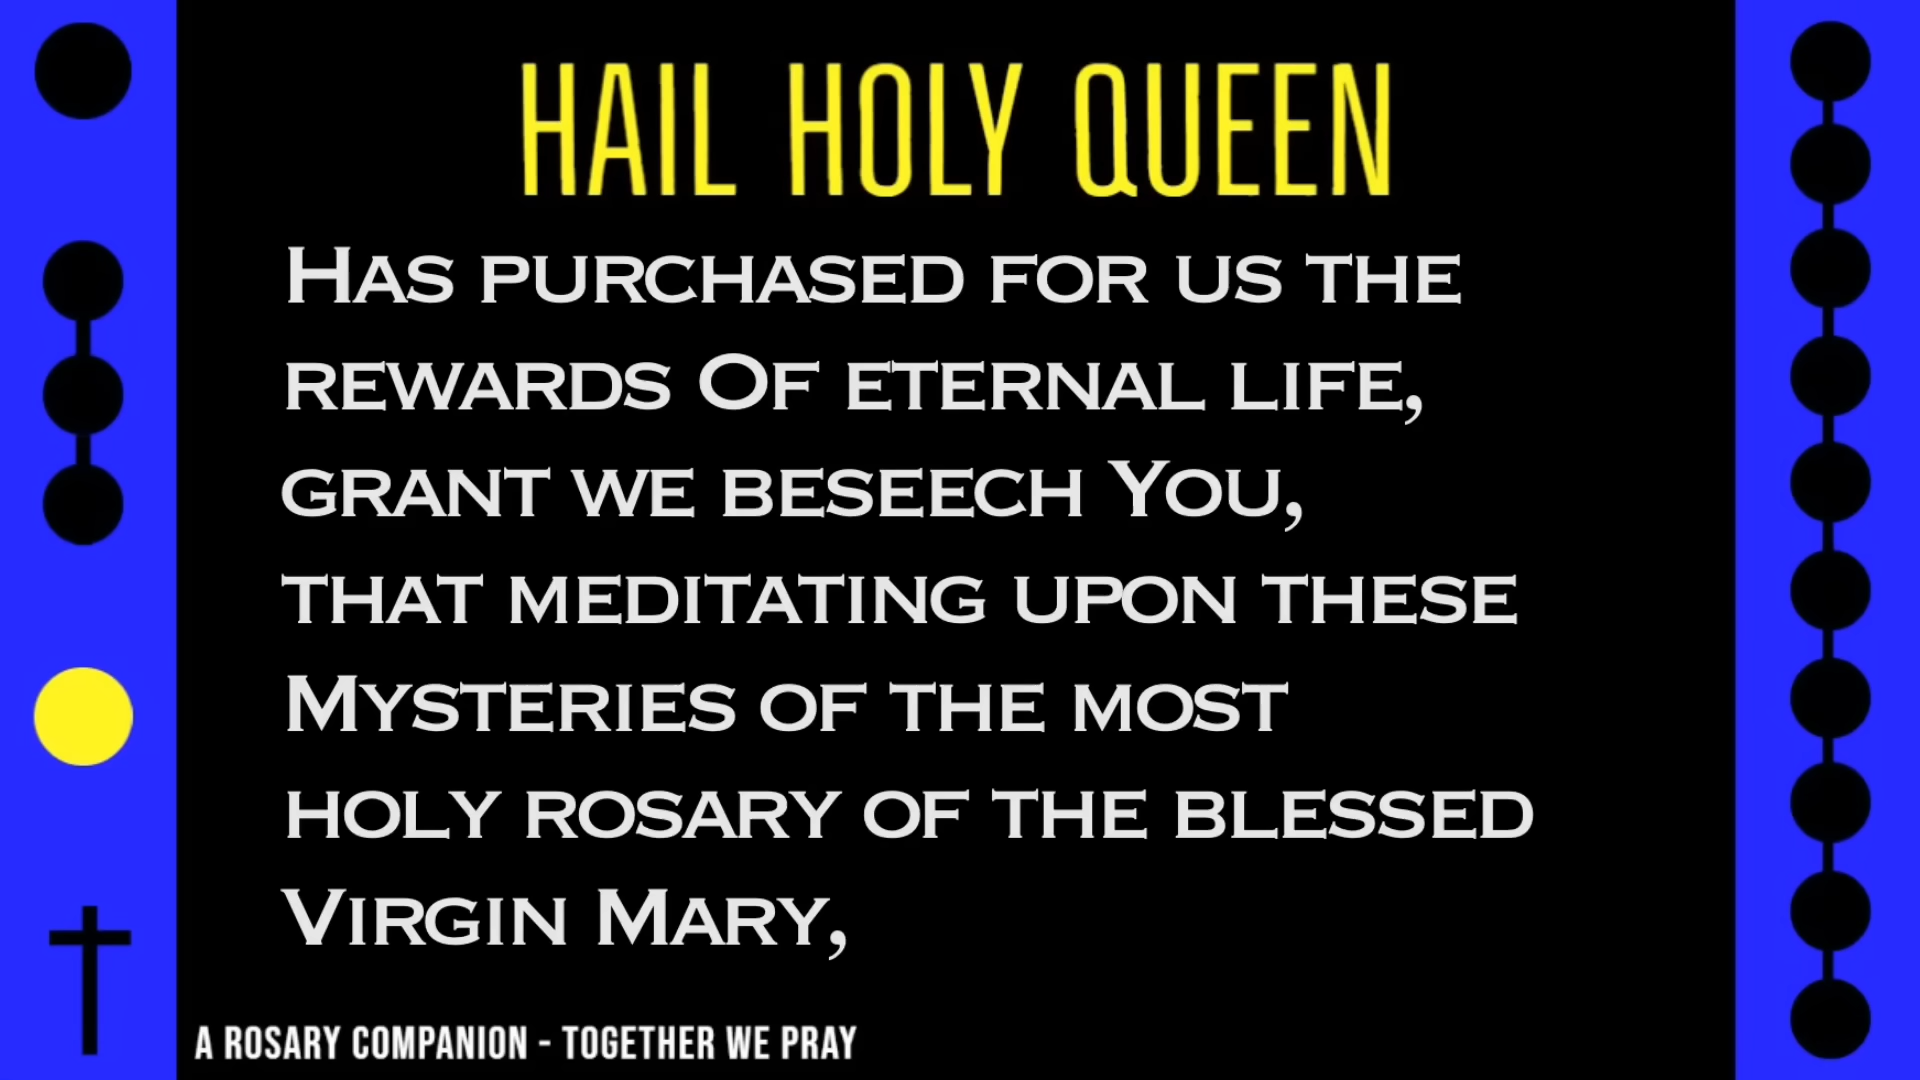 HAIL HOLY QUEEN
Has purchased for us the
rewards Of eternal life,
grant we beseech You,
that meditating upon these
Mysteries of the most
holy rosary of the blessed
Virgin Mary,
A ROSARY COMPANION - TOGETHER WE PRAY